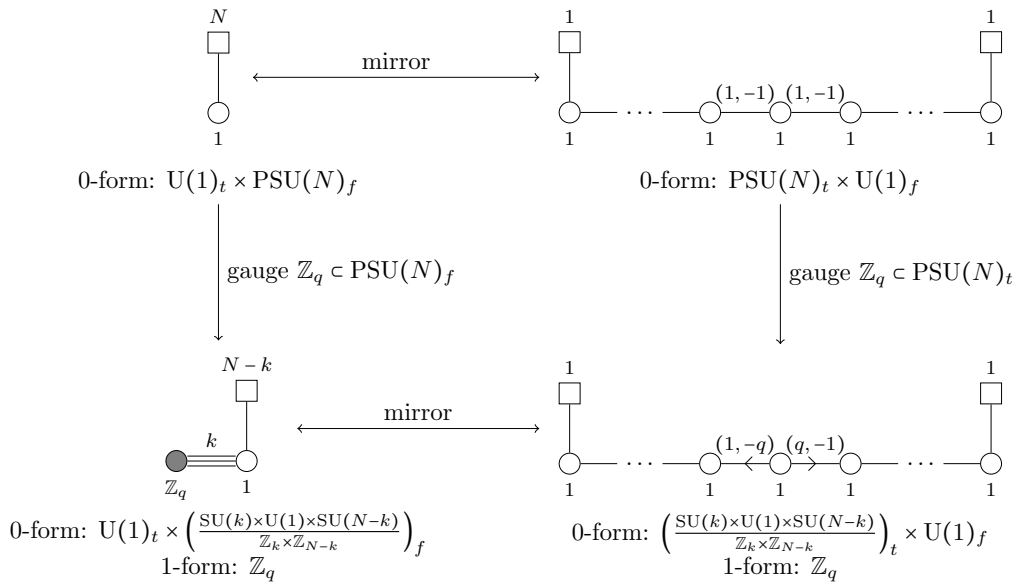 N
1
1
mirror
(1, −1) (1, −1)
1
1 ⋯ 1 1 1 ⋯ 1
0-form: U(1)_t × PSU(N)_f
0-form: PSU(N)_t × U(1)_f
gauge ℤ_q ⊂ PSU(N)_f
gauge ℤ_q ⊂ PSU(N)_t
N − k
1
1
mirror
k
(1, −q) (q, −1)
ℤ_q
1
1 ⋯ 1 1 1 ⋯ 1
0-form: U(1)_t × (SU(k)×U(1)×SU(N−k) / ℤ_k×ℤ_{N−k})_f
1-form: ℤ_q
0-form: (SU(k)×U(1)×SU(N−k) / ℤ_k×ℤ_{N−k})_t × U(1)_f
1-form: ℤ_q